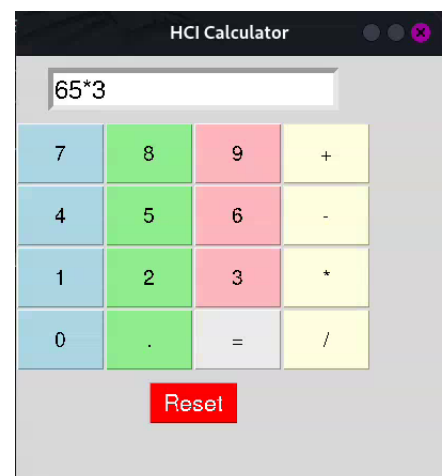 HCI Calculator
65*3
7 8 9 +
4 5 6 -
1 2 3 *
0 . = /
Reset